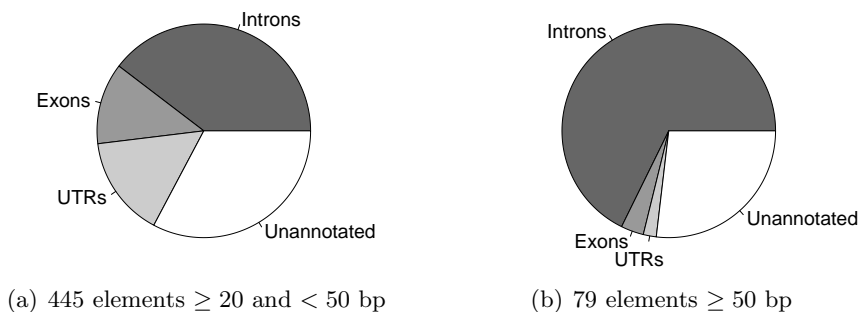 Introns
Exons
UTRs
Unannotated
(a) 445 elements ≥ 20 and < 50 bp
Introns
Exons
UTRs
Unannotated
(b) 79 elements ≥ 50 bp